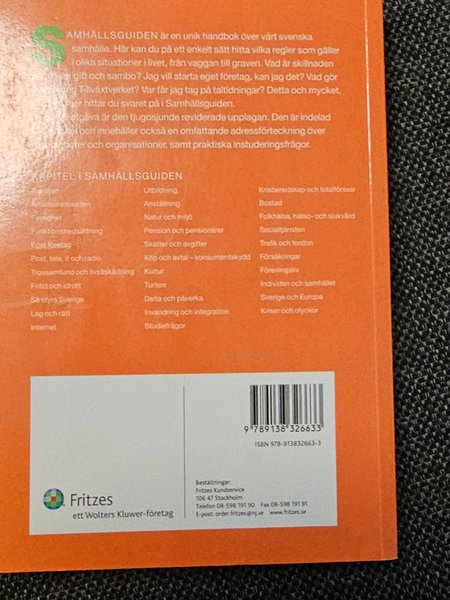 SAMHÄLLSGUIDEN är en unik handbok över vårt svenska
samhälle. Här kan du på ett enkelt sätt hitta vilka regler som gäller
i olika situationer i livet, från vaggan till graven. Vad är skillnaden
gift och sambo? Jag vill starta eget företag, kan jag det? Vad gör
Tillväxtverket? Var får jag tag på taltidningar? Detta och mycket,
mer hittar du svaret på i Samhällsguiden.
är den tjugosjunde reviderade upplagan. Den är indelad
och innehåller också en omfattande adressförteckning över
och organisationer, samt praktiska instuderingsfrågor.
KAPITEL I SAMHÄLLSGUIDEN
Familjer
Arbetsmarknaden
Föräldrar
Funktionsnedsättning
Eget företag
Post, tele, it och radio
Trossamfund och livsåskådning
Fritid och idrott
Så styrs Sverige
Lag och rätt
Internet
Utbildning
Anställning
Natur och miljö
Pension och pensionärer
Skatter och avgifter
Köp och avtal – konsumentskydd
Kultur
Turism
Delta och påverka
Invandring och integration
Studiefrågor
Krisberedskap och totalförsvar
Bostad
Folkhälsa, hälso- och sjukvård
Socialtjänsten
Trafik och fordon
Försäkringar
Föreningsliv
Individen och samhället
Sverige och Europa
Kriser och olyckor
9 789138 326633
ISBN 978-913832663-3
Fritzes
ett Wolters Kluwer-företag
Beställningar:
Fritzes Kundservice
106 47 Stockholm
Telefon 08-598 191 90 Fax 08-598 191 91
E-post: order.fritzes@nj.se www.fritzes.se